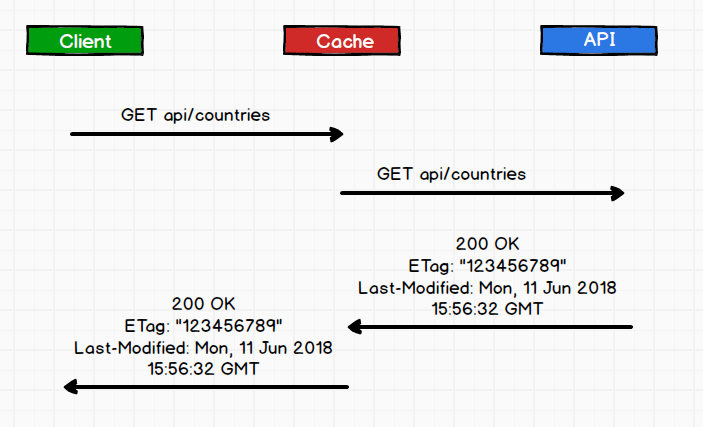 Client
Cache
API
GET api/countries
GET api/countries
200 OK
ETag: "123456789"
Last-Modified: Mon, 11 Jun 2018
15:56:32 GMT
200 OK
ETag: "123456789"
Last-Modified: Mon, 11 Jun 2018
15:56:32 GMT